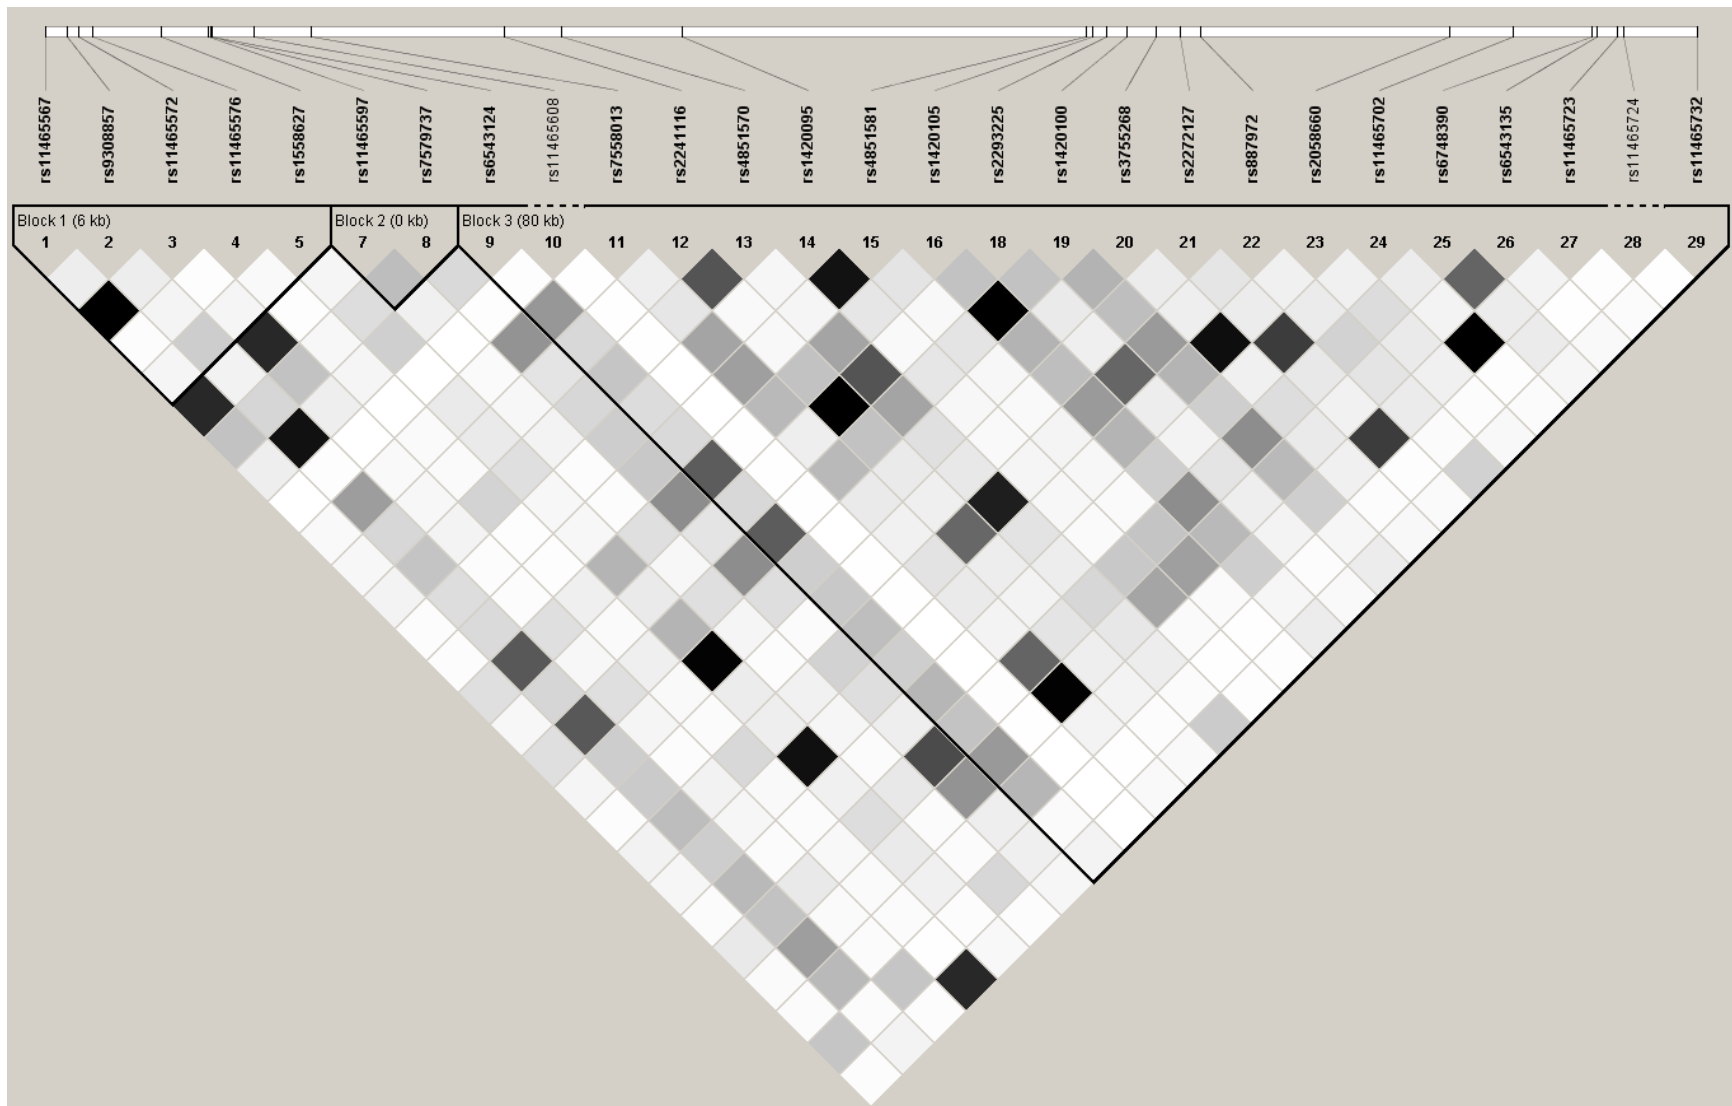 rs11465567
rs9308857
rs11465572
rs11465576
rs1558627
rs11465597
rs7579737
rs6543124
rs11465608
rs7558013
rs2241116
rs4851570
rs1420095
rs4851581
rs1420105
rs2293225
rs1420100
rs3755268
rs2272127
rs887972
rs2058660
rs11465702
rs6748390
rs6543135
rs11465723
rs11465724
rs11465732
Block 1 (6 kb) Block 2 (0 kb) Block 3 (80 kb)
1 2 3 4 5 7 8 9 10 11 12 13 14 15 16 18 19 20 21 22 23 24 25 26 27 28 29